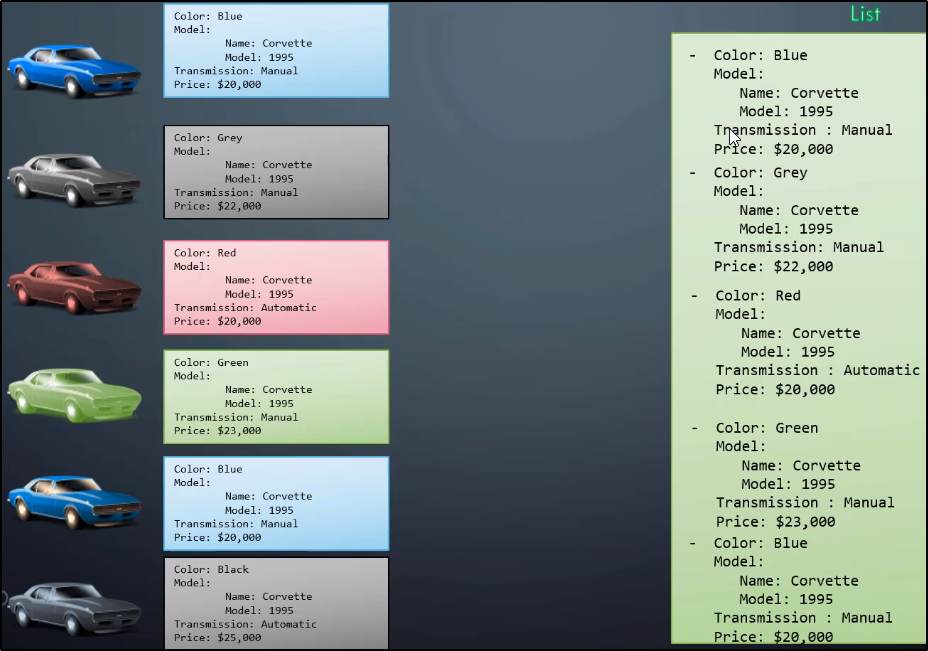 Color: Blue
Model:
Name: Corvette
Model: 1995
Transmission: Manual
Price: $20,000
Color: Grey
Model:
Name: Corvette
Model: 1995
Transmission: Manual
Price: $22,000
Color: Red
Model:
Name: Corvette
Model: 1995
Transmission: Automatic
Price: $20,000
Color: Green
Model:
Name: Corvette
Model: 1995
Transmission: Manual
Price: $23,000
Color: Blue
Model:
Name: Corvette
Model: 1995
Transmission: Manual
Price: $20,000
Color: Black
Model:
Name: Corvette
Model: 1995
Transmission: Automatic
Price: $25,000
List
- Color: Blue
Model:
Name: Corvette
Model: 1995
Transmission : Manual
Price: $20,000
- Color: Grey
Model:
Name: Corvette
Model: 1995
Transmission: Manual
Price: $22,000
- Color: Red
Model:
Name: Corvette
Model: 1995
Transmission : Automatic
Price: $20,000
- Color: Green
Model:
Name: Corvette
Model: 1995
Transmission : Manual
Price: $23,000
- Color: Blue
Model:
Name: Corvette
Model: 1995
Transmission : Manual
Price: $20,000